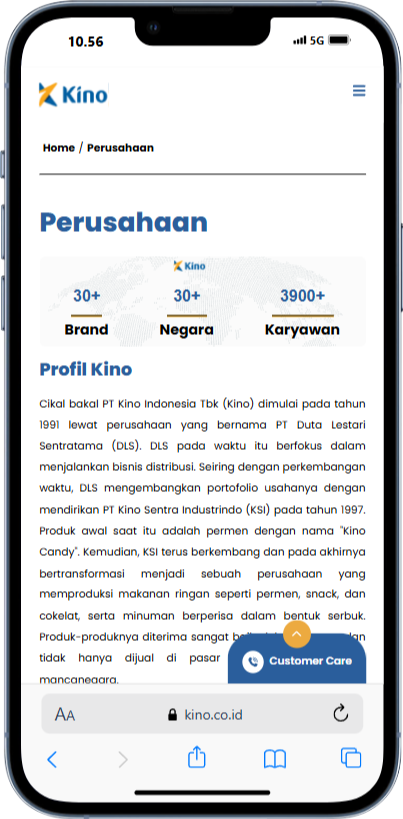 10.56
5G
Kino
Home / Perusahaan
Perusahaan
Kino
30+ 30+ 3900+
Brand Negara Karyawan
Profil Kino
Cikal bakal PT Kino Indonesia Tbk (Kino) dimulai pada tahun
1991 lewat perusahaan yang bernama PT Duta Lestari
Sentratama (DLS). DLS pada waktu itu berfokus dalam
menjalankan bisnis distribusi. Seiring dengan perkembangan
waktu, DLS mengembangkan portofolio usahanya dengan
mendirikan PT Kino Sentra Industrindo (KSI) pada tahun 1997.
Produk awal saat itu adalah permen dengan nama "Kino
Candy". Kemudian, KSI terus berkembang dan pada akhirnya
bertransformasi menjadi sebuah perusahaan yang
memproduksi makanan ringan seperti permen, snack, dan
cokelat, serta minuman berperisa dalam bentuk serbuk.
Produk-produknya diterima sangat
tidak hanya dijual di pasar
mancanegara.
Customer Care
AA kino.co.id